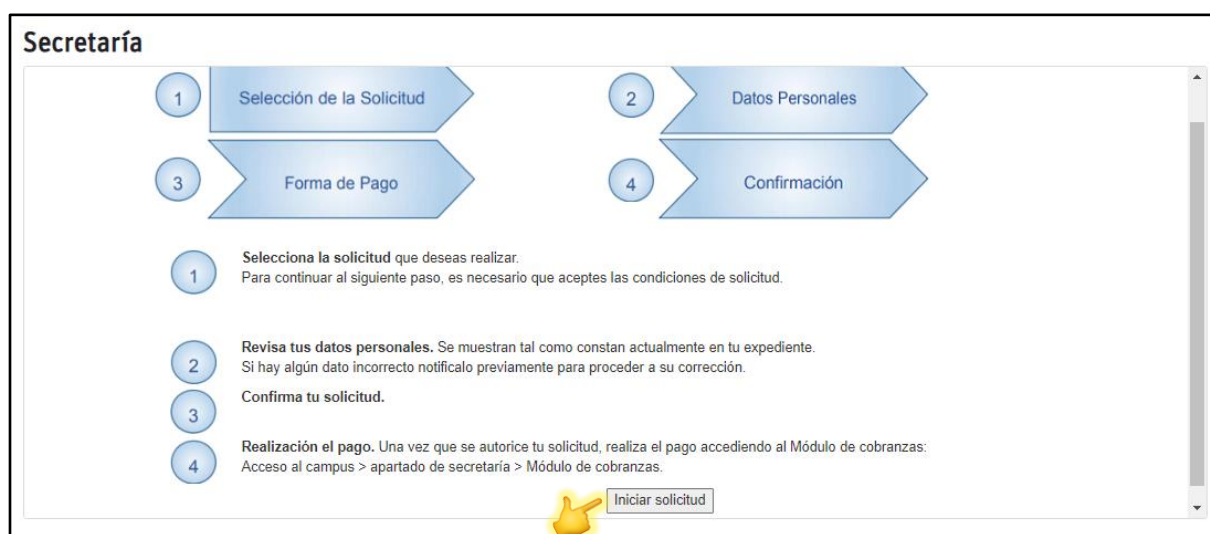 Secretaría
1 Selección de la Solicitud
2 Datos Personales
3 Forma de Pago
4 Confirmación
1 Selecciona la solicitud que deseas realizar.
Para continuar al siguiente paso, es necesario que aceptes las condiciones de solicitud.
2 Revisa tus datos personales. Se muestran tal como constan actualmente en tu expediente.
Si hay algún dato incorrecto notificalo previamente para proceder a su corrección.
3 Confirma tu solicitud.
4 Realización el pago. Una vez que se autorice tu solicitud, realiza el pago accediendo al Módulo de cobranzas:
Acceso al campus > apartado de secretaría > Módulo de cobranzas.
Iniciar solicitud